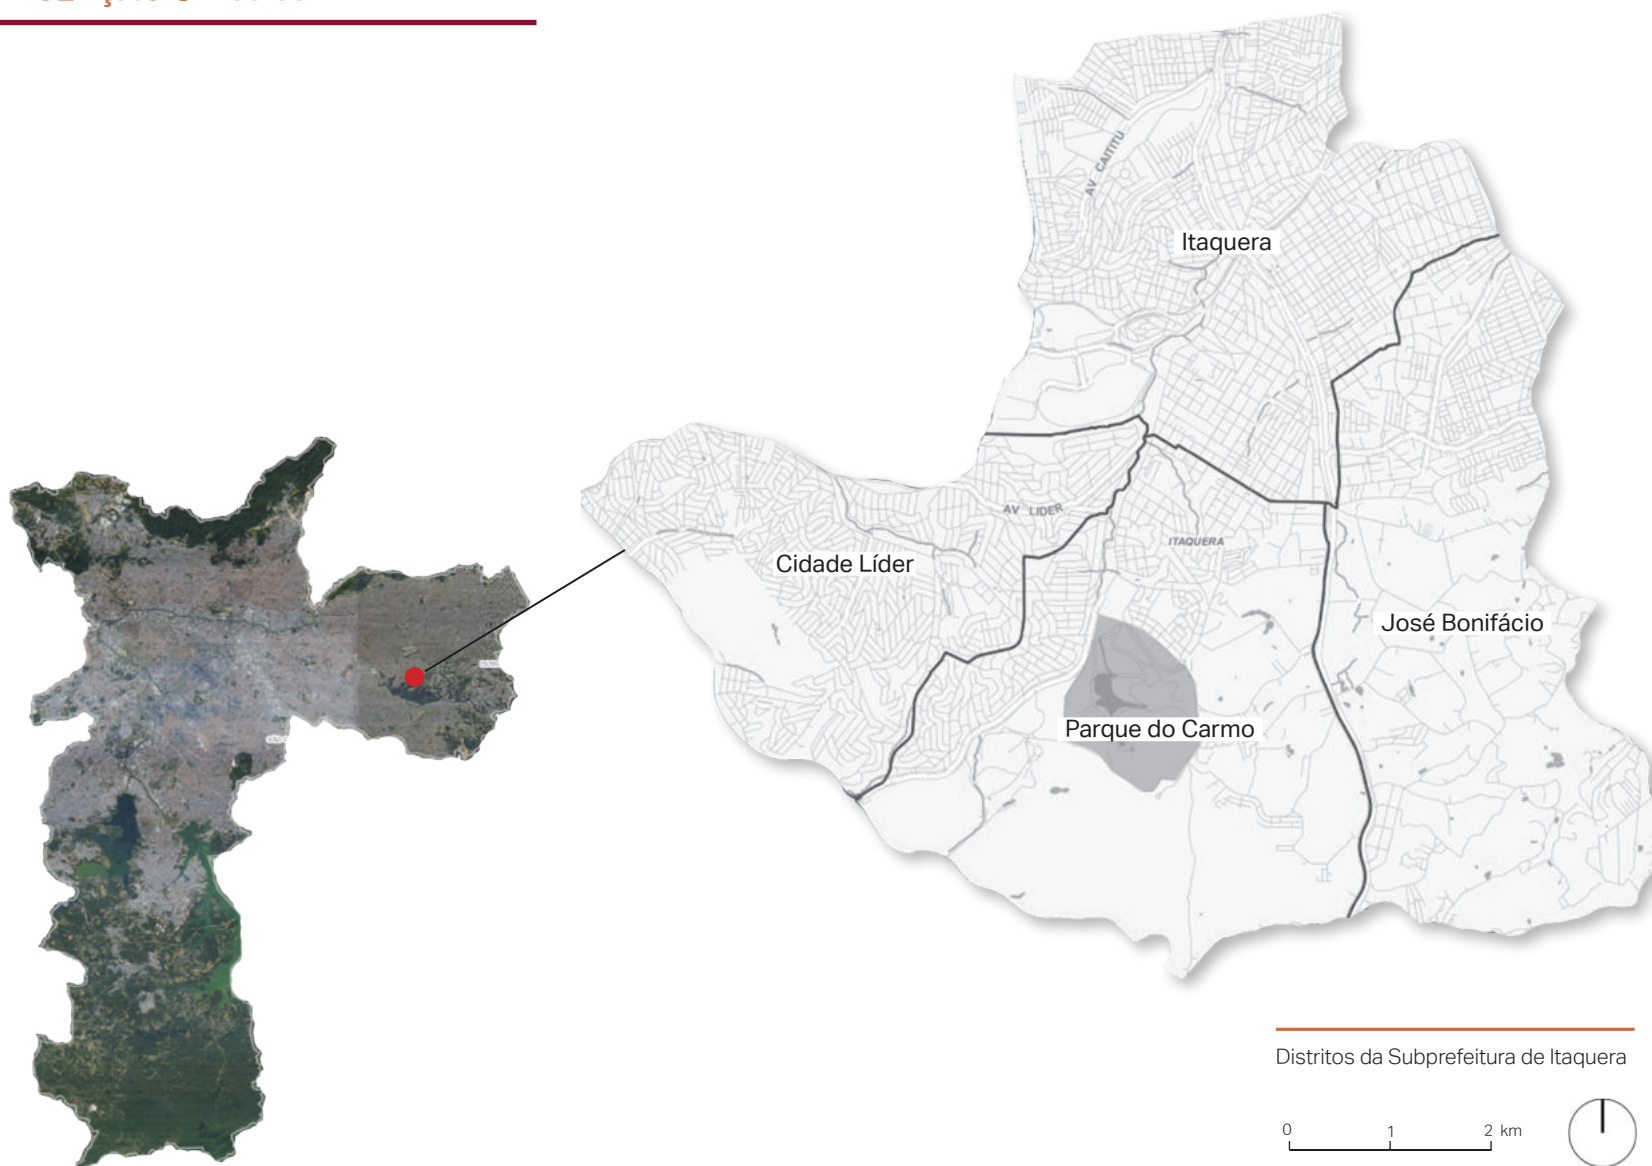 AV CAITITU
Itaquera
AV LIDER
ITAQUERA
Cidade Líder
José Bonifácio
Parque do Carmo
Distritos da Subprefeitura de Itaquera
0 1 2 km